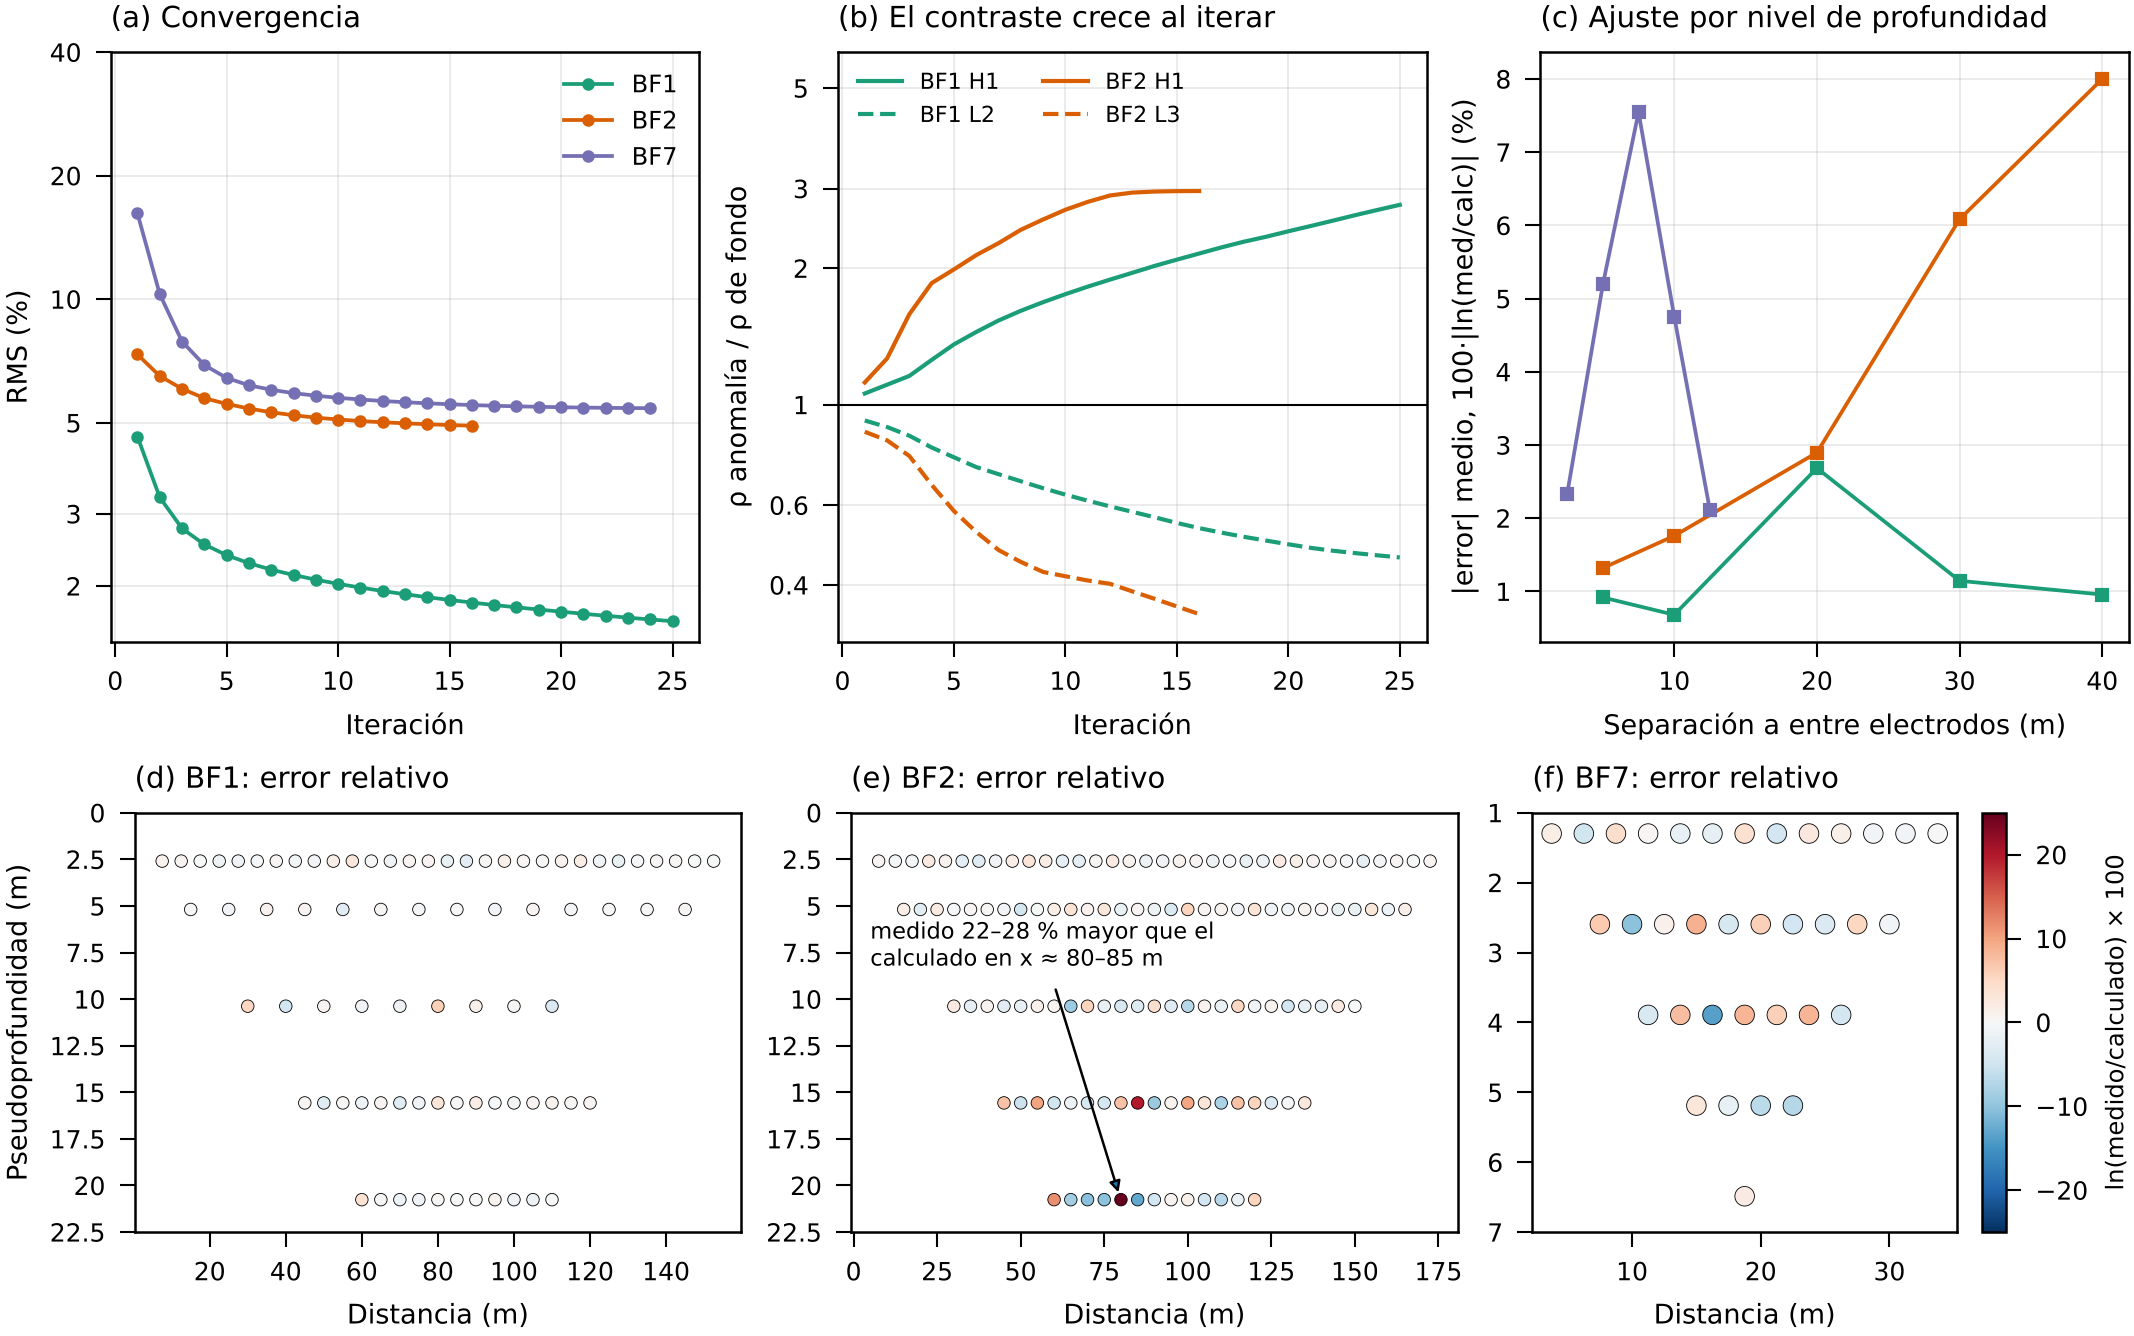 (a) Convergencia
40
20
10
5
3
2
RMS (%)
BF1
BF2
BF7
0 5 10 15 20 25
Iteración
(b) El contraste crece al iterar
5
3
2
1
0.6
0.4
ρ anomalía / ρ de fondo
BF1 H1 BF2 H1
BF1 L2 BF2 L3
0 5 10 15 20 25
Iteración
(c) Ajuste por nivel de profundidad
8
7
6
5
4
3
2
1
|error| medio, 100·|ln(med/calc)| (%)
10 20 30 40
Separación a entre electrodos (m)
(d) BF1: error relativo
0
2.5
5
7.5
10
12.5
15
17.5
20
22.5
Pseudoprofundidad (m)
20 40 60 80 100 120 140
Distancia (m)
(e) BF2: error relativo
0
2.5
5
7.5
10
12.5
15
17.5
20
22.5
medido 22–28 % mayor que el
calculado en x ≈ 80–85 m
0 25 50 75 100 125 150 175
Distancia (m)
(f) BF7: error relativo
1
2
3
4
5
6
7
10 20 30
Distancia (m)
20
10
0
−10
−20
ln(medido/calculado) × 100